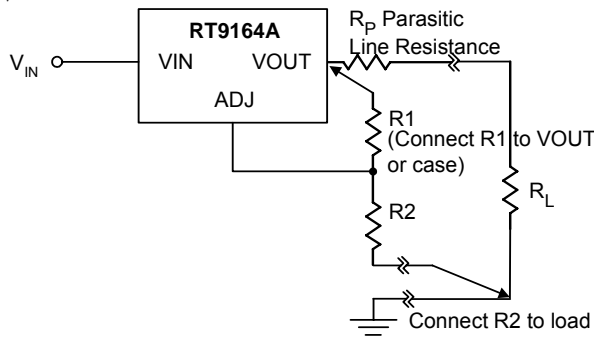 RT9164A
R_P Parasitic
Line Resistance
V_IN
VIN
VOUT
ADJ
R1
(Connect R1 to VOUT
or case)
R_L
R2
Connect R2 to load